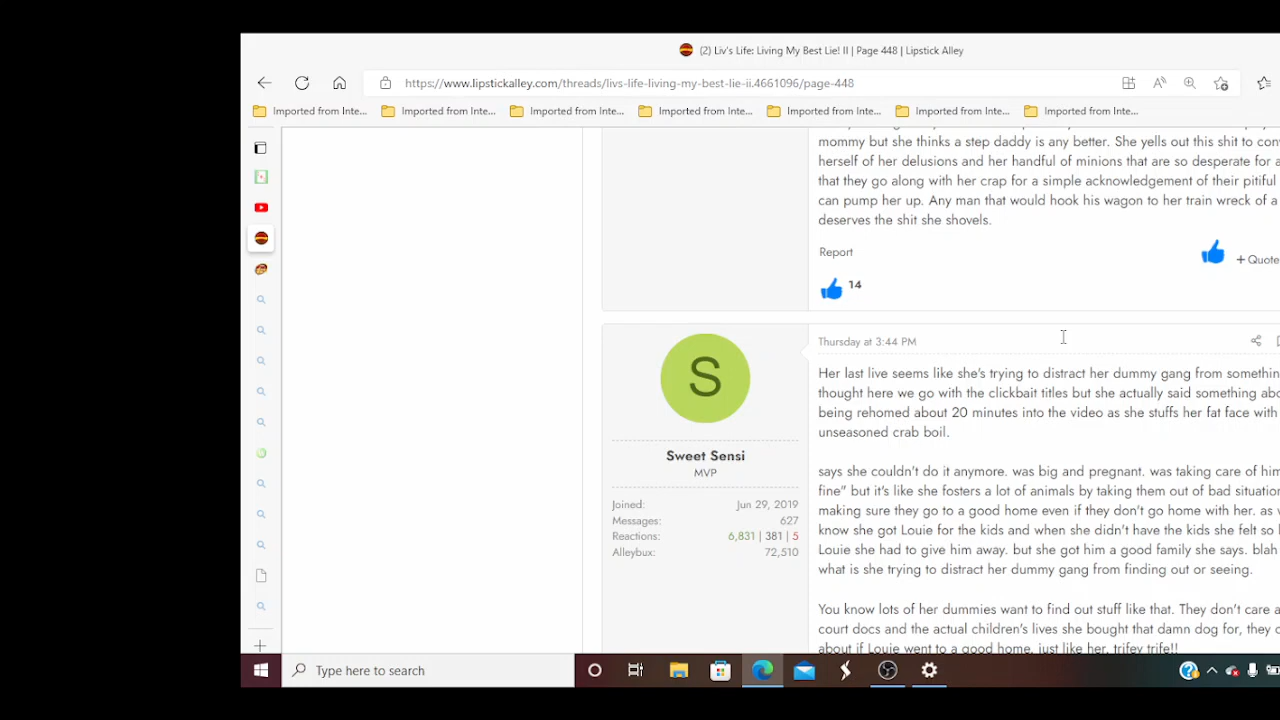 (2) Liv's Life: Living My Best Lie! II | Page 448 | Lipstick Alley
https://www.lipstickalley.com/threads/livs-life-living-my-best-lie-ii.4661096/page-448
Imported from Inte... Imported from Inte... Imported from Inte... Imported from Inte... Imported from Inte... Imported from Inte... Imported from Inte...
mommy but she thinks a step daddy is any better. She yells out this shit to con
herself of her delusions and her handful of minions that are so desperate for a
that they go along with her crap for a simple acknowledgement of their pitiful
can pump her up. Any man that would hook his wagon to her train wreck of a
deserves the shit she shovels.
Report
+ Quote
14
S
Sweet Sensi
MVP
Joined: Jun 29, 2019
Messages: 627
Reactions: 6,831 | 381 | 5
Alleybux: 72,510
Thursday at 3:44 PM
Her last live seems like she's trying to distract her dummy gang from somethin
thought here we go with the clickbait titles but she actually said something abo
being rehomed about 20 minutes into the video as she stuffs her fat face with
unseasoned crab boil.
says she couldn't do it anymore. was big and pregnant. was taking care of him
fine" but it's like she fosters a lot of animals by taking them out of bad situatio
making sure they go to a good home even if they don't go home with her. as
know she got Louie for the kids and when she didn't have the kids she felt so
Louie she had to give him away. but she got him a good family she says. blah
what is she trying to distract her dummy gang from finding out or seeing.
You know lots of her dummies want to find out stuff like that. They don't care a
court docs and the actual children's lives she bought that damn dog for, they
about if Louie went to a good home, just like her, trifey trife!!
Type here to search